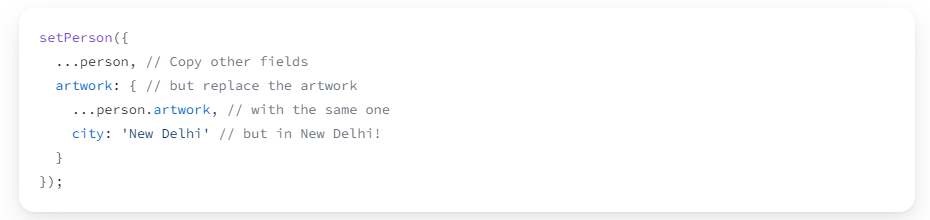 setPerson({
  ...person, // Copy other fields
  artwork: { // but replace the artwork
    ...person.artwork, // with the same one
    city: 'New Delhi' // but in New Delhi!
  }
});